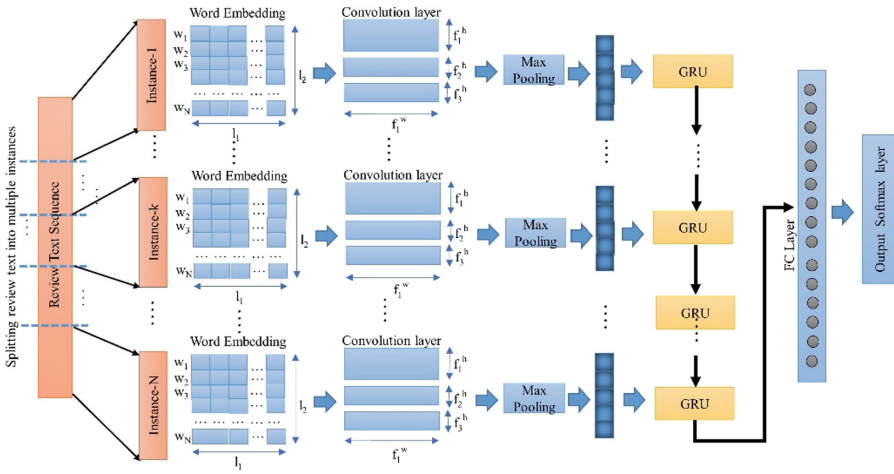 Splitting review text into multiple instances
Review Text Sequence
Instance-1
Word Embedding
W1
W2
W3
WN
l2
l1
Convolution layer
f1h
f2h
f3h
f1w
Max
Pooling
GRU
Instance-k
Word Embedding
W1
W2
W3
WN
l2
l1
Convolution layer
f1h
f2h
f3h
f1w
Max
Pooling
GRU
GRU
Instance-N
Word Embedding
W1
W2
W3
WN
l2
l1
Convolution layer
f1h
f2h
f3h
f1w
Max
Pooling
GRU
FC Layer
Output Softmax layer